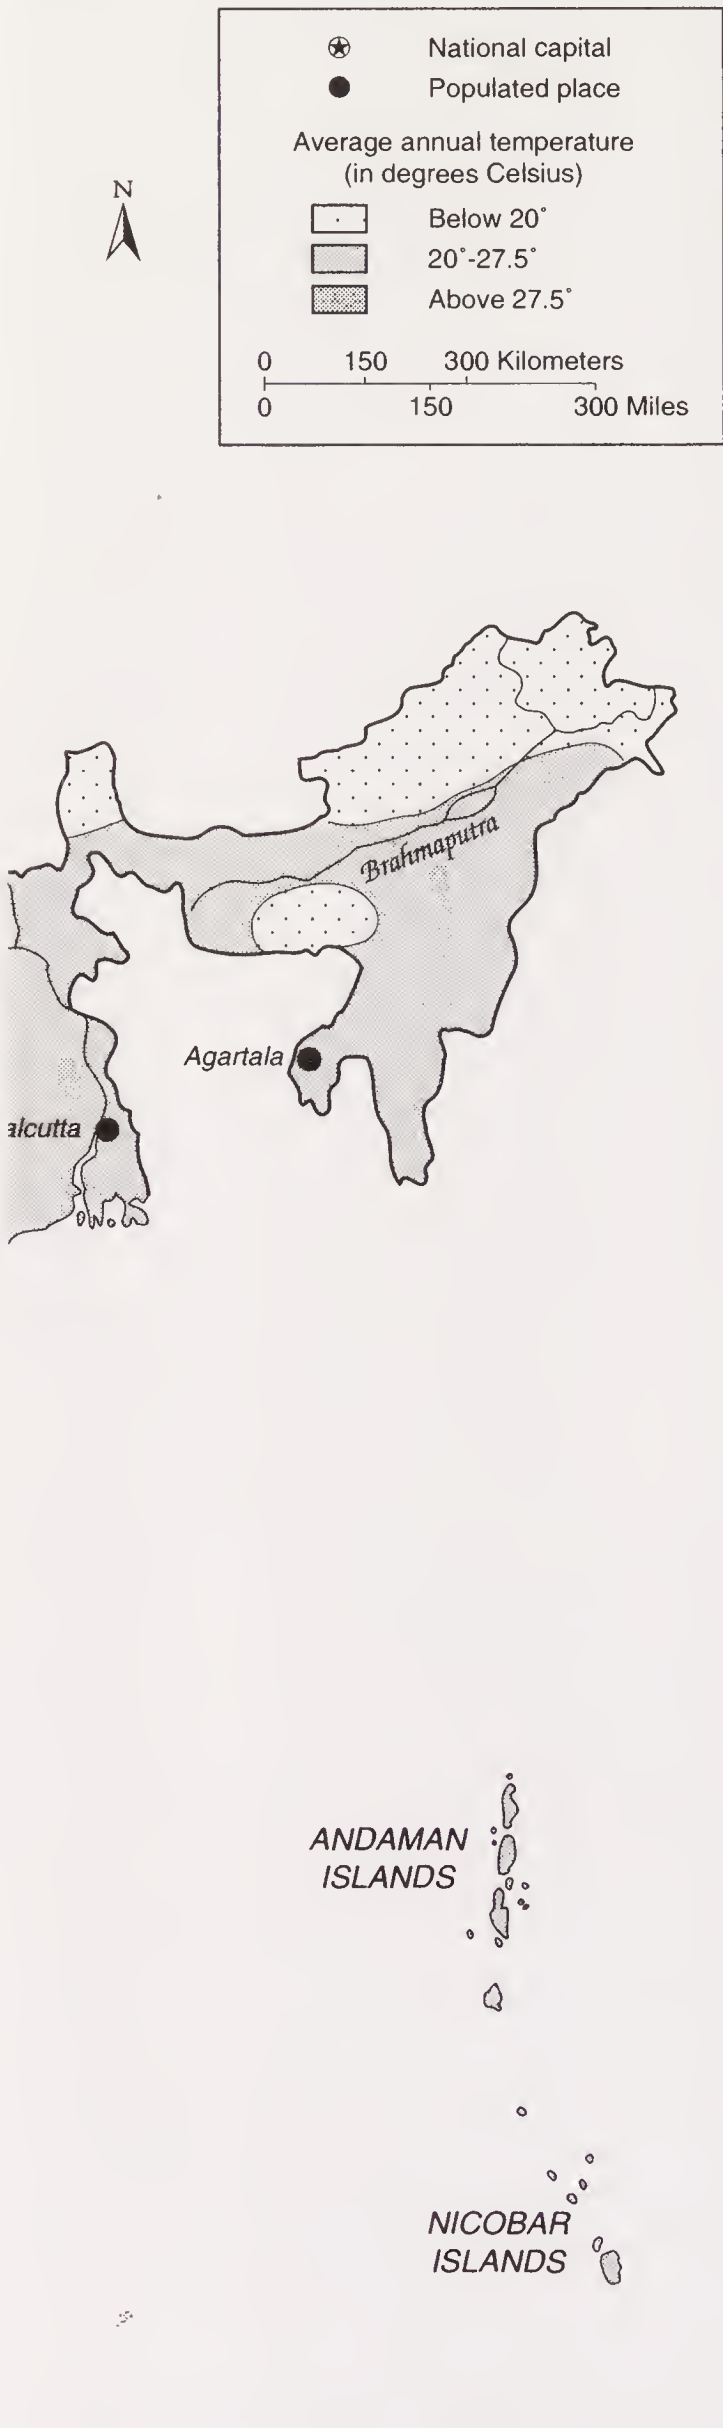 National capital
Populated place
Average annual temperature
(in degrees Celsius)
N
Below 20°
20°-27.5°
Above 27.5°
0 150 300 Kilometers
0 150 300 Miles
Brahmaputra
Agartala
alcutta
ANDAMAN
ISLANDS
NICOBAR
ISLANDS